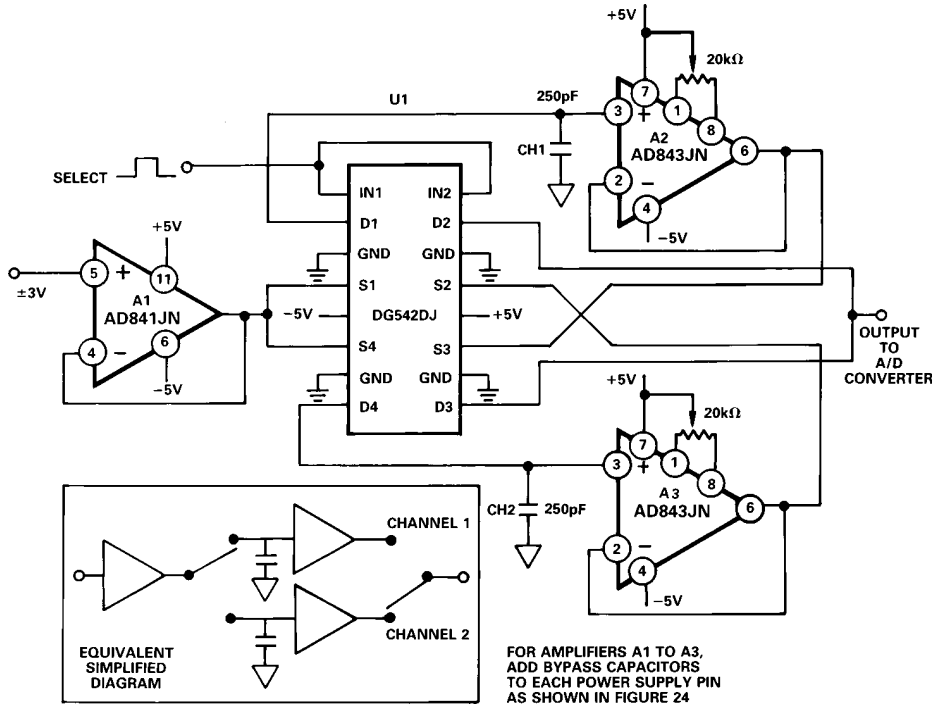 +5V
20kΩ
7
U1
250pF
3
+
1
8
A2
AD843JN
6
CH1
2
−
4
−5V
SELECT
IN1
IN2
D1
D2
GND
GND
+5V
5
+
11
±3V
A1
AD841JN
4
−
6
−5V
S1
S2
−5V
DG542DJ
+5V
S4
S3
GND
GND
D4
D3
OUTPUT
TO
A/D
CONVERTER
+5V
20kΩ
7
3
+
1
8
A3
AD843JN
6
CH2
250pF
2
−
4
−5V
CHANNEL 1
CHANNEL 2
EQUIVALENT
SIMPLIFIED
DIAGRAM
FOR AMPLIFIERS A1 TO A3,
ADD BYPASS CAPACITORS
TO EACH POWER SUPPLY PIN
AS SHOWN IN FIGURE 24